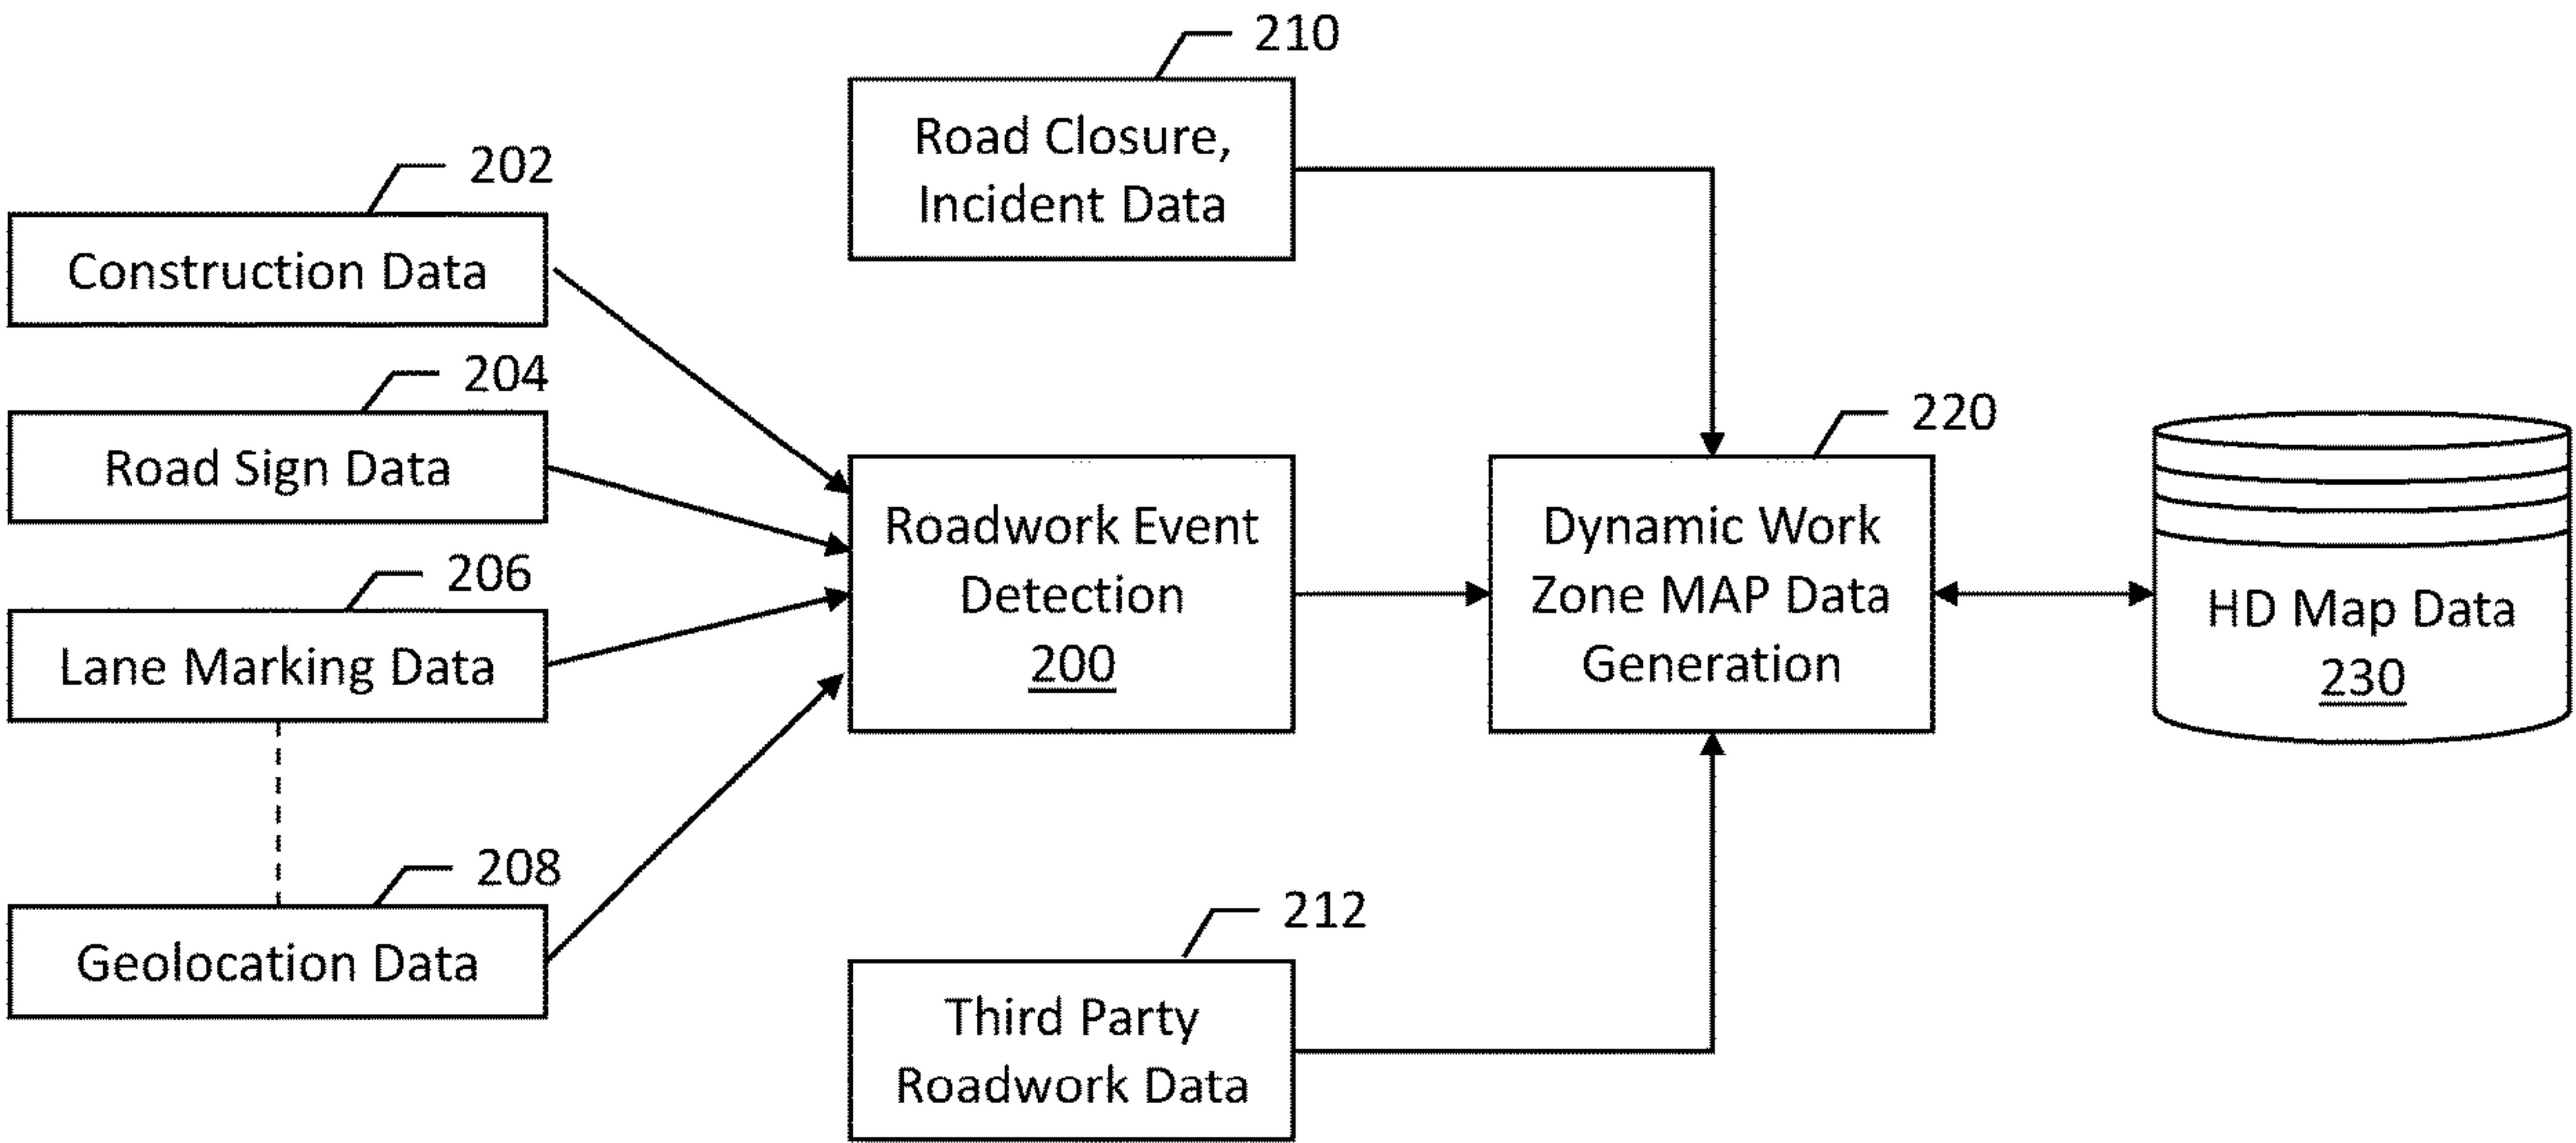 210
Road Closure,
Incident Data
202
Construction Data
204
Road Sign Data
206
Lane Marking Data
208
Geolocation Data
Roadwork Event
Detection
200
220
Dynamic Work
Zone MAP Data
Generation
HD Map Data
230
212
Third Party
Roadwork Data